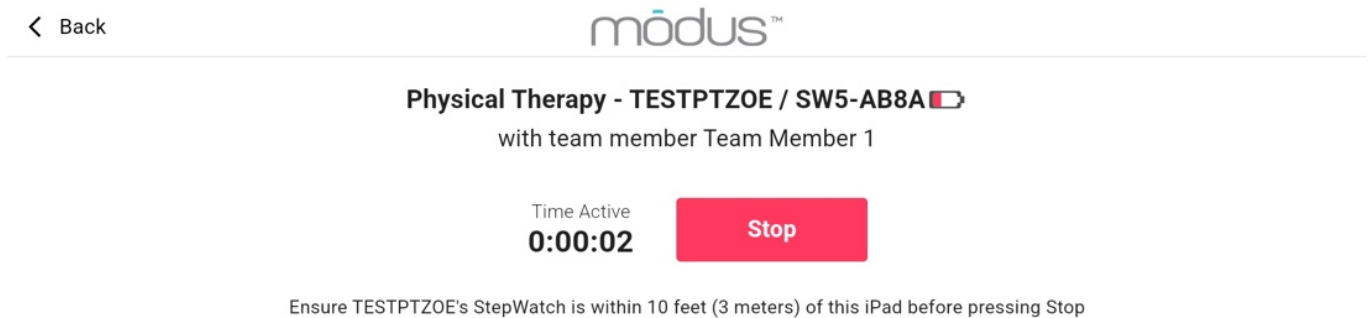 Back
mōdus™
Physical Therapy - TESTPTZOE / SW5-AB8A
with team member Team Member 1
Time Active
0:00:02
Stop
Ensure TESTPTZOE's StepWatch is within 10 feet (3 meters) of this iPad before pressing Stop